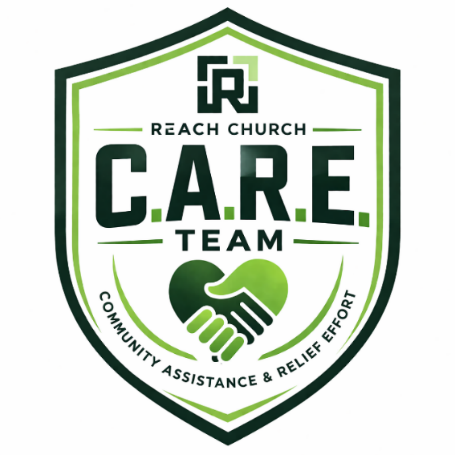 R
REACH CHURCH
C.A.R.E.
TEAM
COMMUNITY ASSISTANCE & RELIEF EFFORT